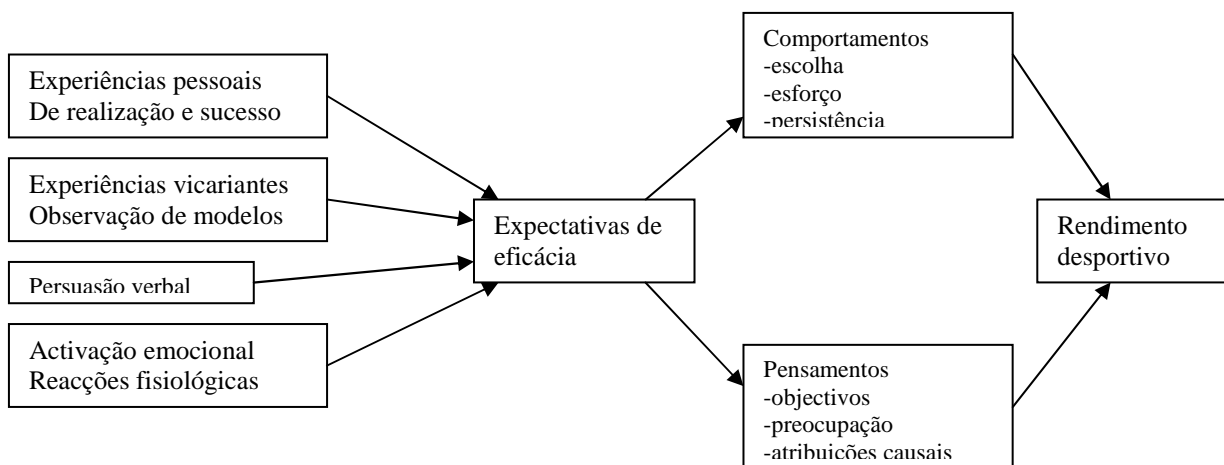 Experiências pessoais
De realização e sucesso
Experiências vicariantes
Observação de modelos
Persuasão verbal
Activação emocional
Reacções fisiológicas
Expectativas de
eficácia
Comportamentos
-escolha
-esforço
-persistência
Pensamentos
-objectivos
-preocupação
-atribuições causais
Rendimento
desportivo